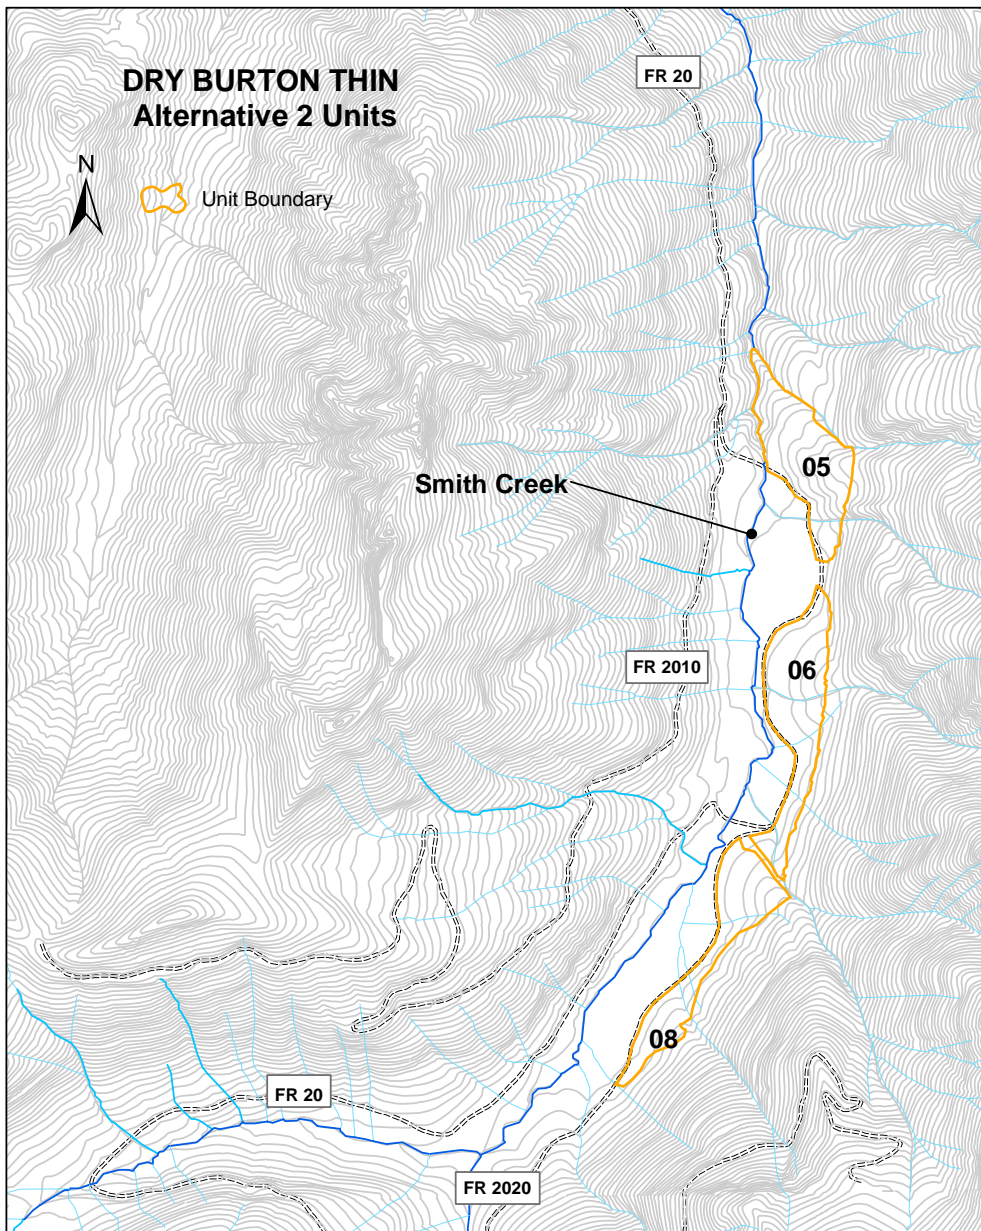 DRY BURTON THIN
Alternative 2 Units
N
Unit Boundary
FR 20
05
Smith Creek
06
FR 2010
08
FR 20
FR 2020